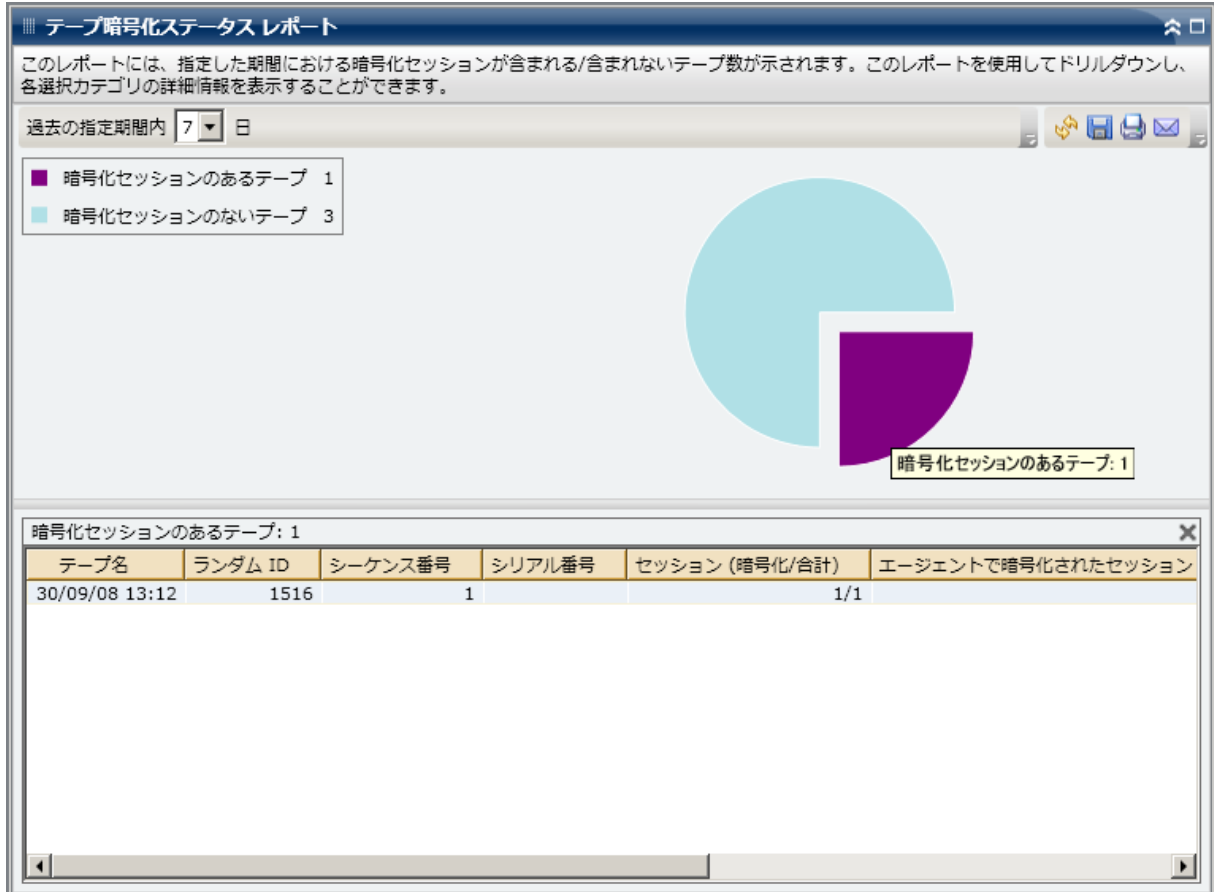 テープ暗号化ステータス レポート
このレポートには、指定した期間における暗号化セッションが含まれる/含まれないテープ数が示されます。このレポートを使用してドリルダウンし、
各選択カテゴリの詳細情報を表示することができます。
過去の指定期間内 7 日
暗号化セッションのあるテープ 1
暗号化セッションのないテープ 3
暗号化セッションのあるテープ: 1
暗号化セッションのあるテープ: 1
テープ名 ランダム ID シーケンス番号 シリアル番号 セッション (暗号化/合計) エージェントで暗号化されたセッション
30/09/08 13:12 1516 1 1/1